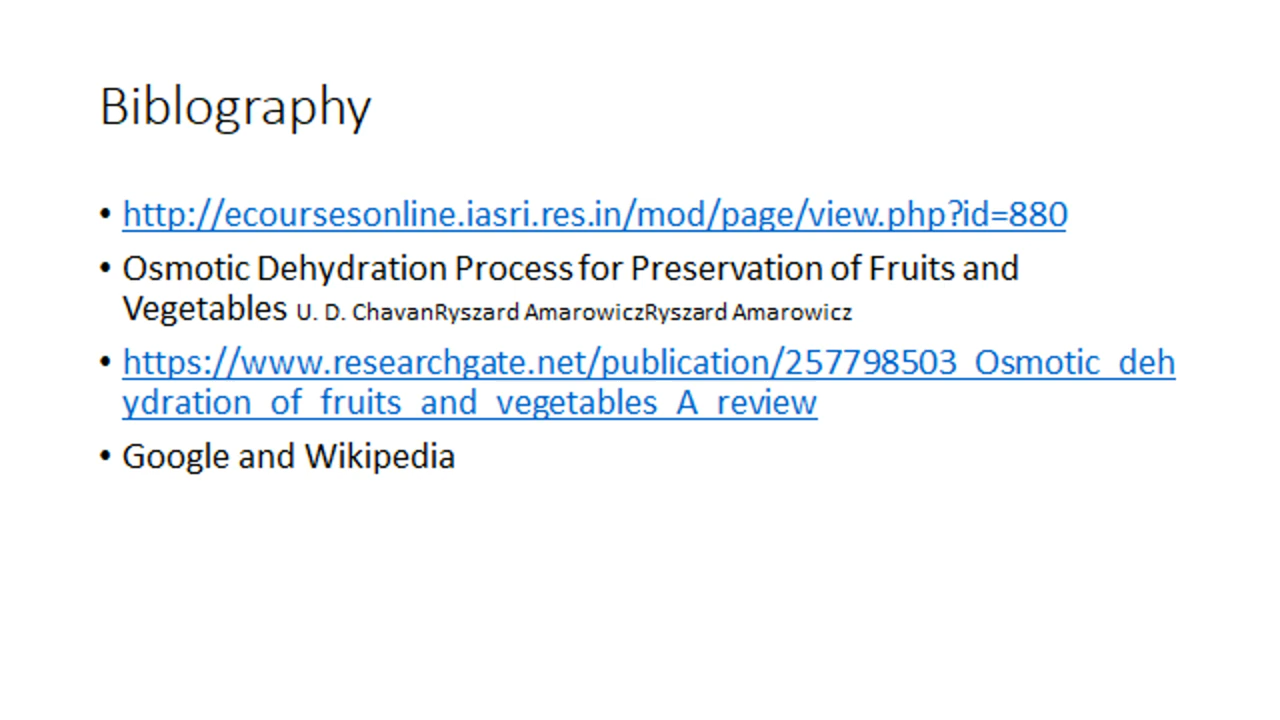 Biblography
• http://ecoursesonline.iasri.res.in/mod/page/view.php?id=880
• Osmotic Dehydration Process for Preservation of Fruits and
Vegetables U. D. ChavanRyszard AmarowiczRyszard Amarowicz
• https://www.researchgate.net/publication/257798503_Osmotic_deh
ydration_of_fruits_and_vegetables_A_review
• Google and Wikipedia